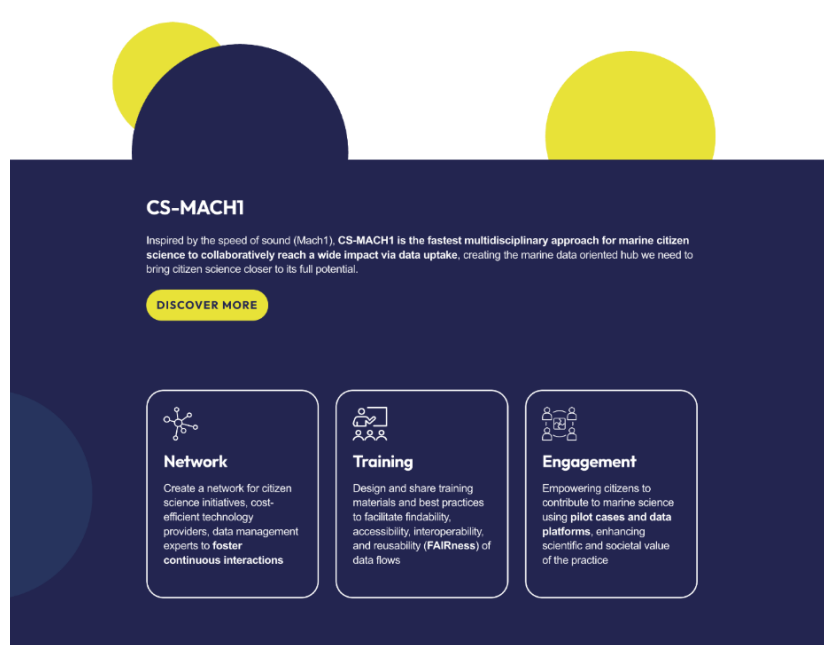 CS-MACH1
Inspired by the speed of sound (Mach1), CS-MACH1 is the fastest multidisciplinary approach for marine citizen
science to collaboratively reach a wide impact via data uptake, creating the marine data oriented hub we need to
bring citizen science closer to its full potential.
DISCOVER MORE
Network
Create a network for citizen
science initiatives, cost-
efficient technology
providers, data management
experts to foster
continuous interactions
Training
Design and share training
materials and best practices
to facilitate findability,
accessibility, interoperability,
and reusability (FAIRness) of
data flows
Engagement
Empowering citizens to
contribute to marine science
using pilot cases and data
platforms, enhancing
scientific and societal value
of the practice